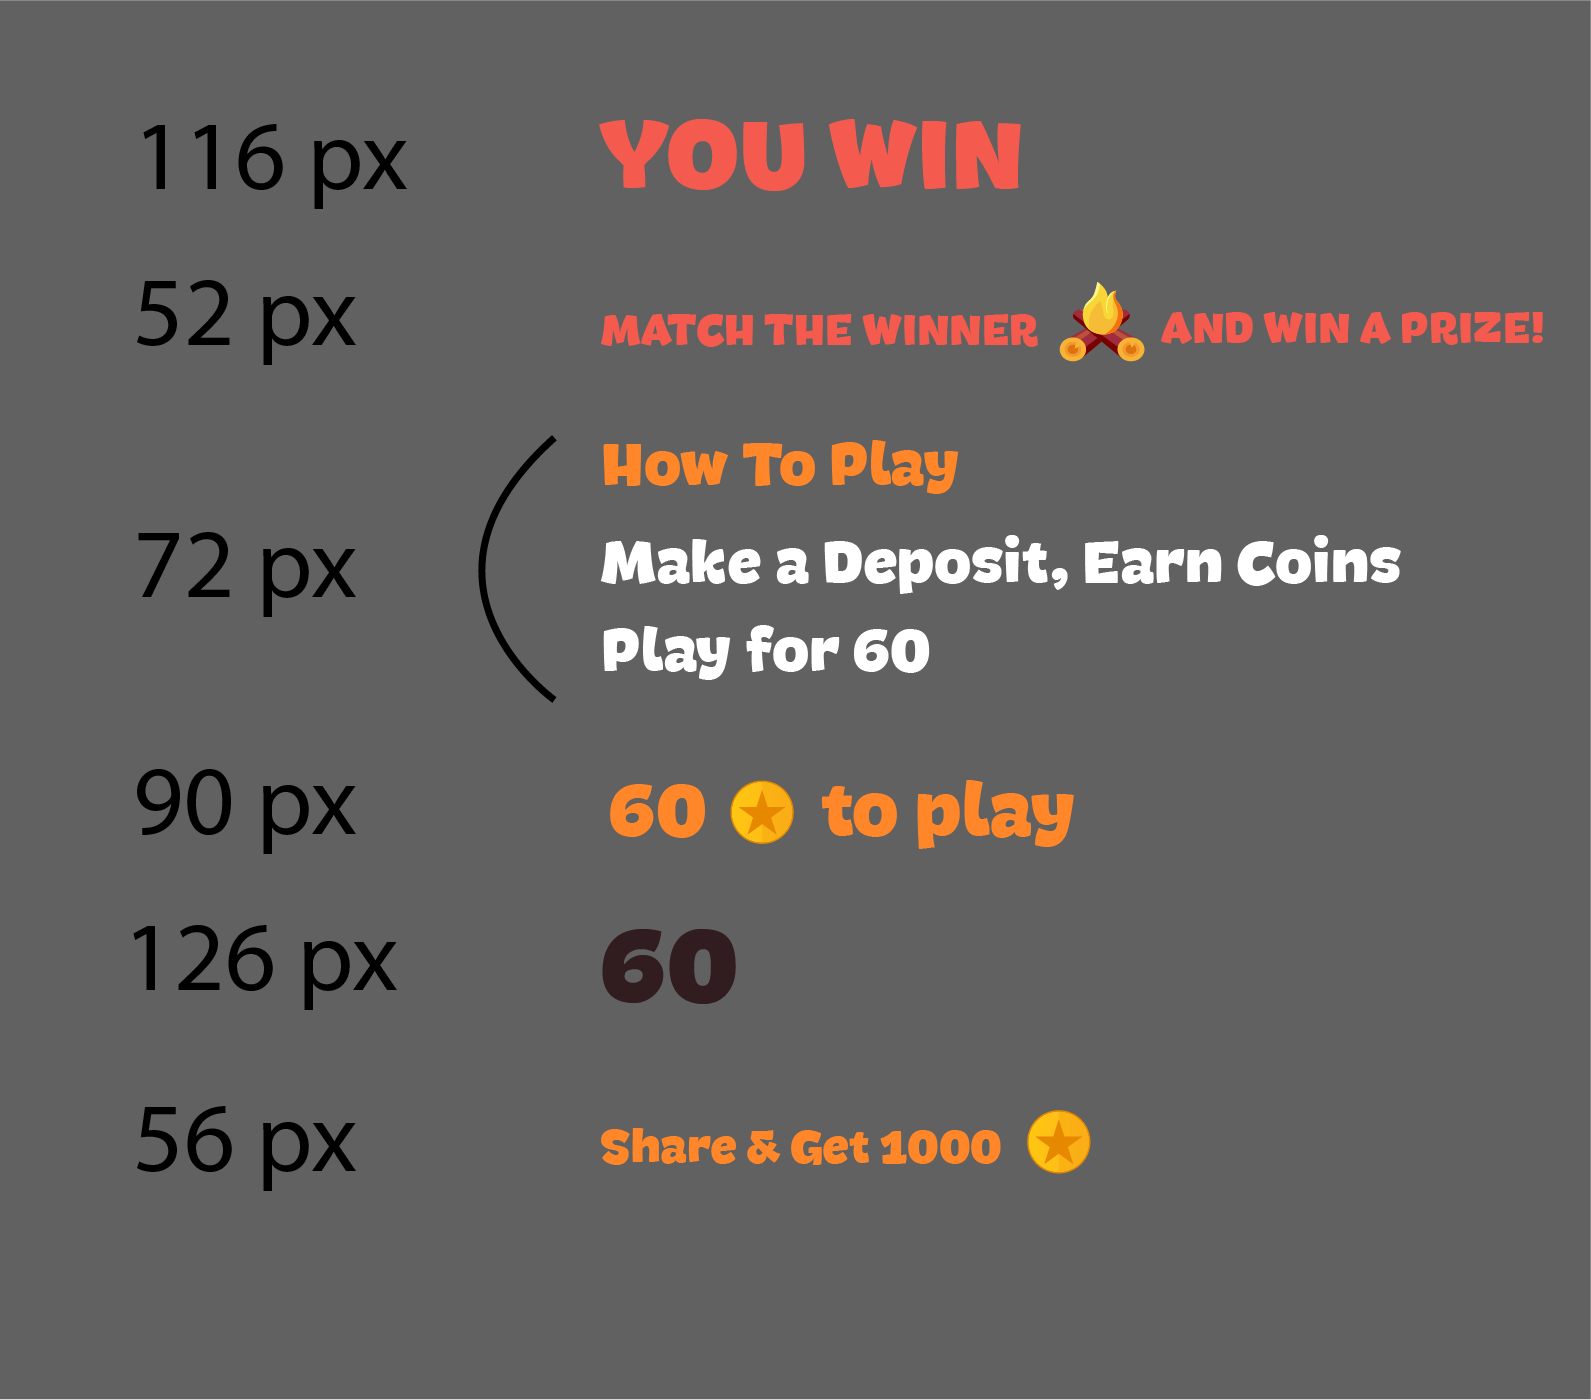 116 px YOU WIN
52 px MATCH THE WINNER AND WIN A PRIZE!
How To Play
72 px Make a Deposit, Earn Coins
Play for 60
90 px 60 to play
126 px 60
56 px Share & Get 1000